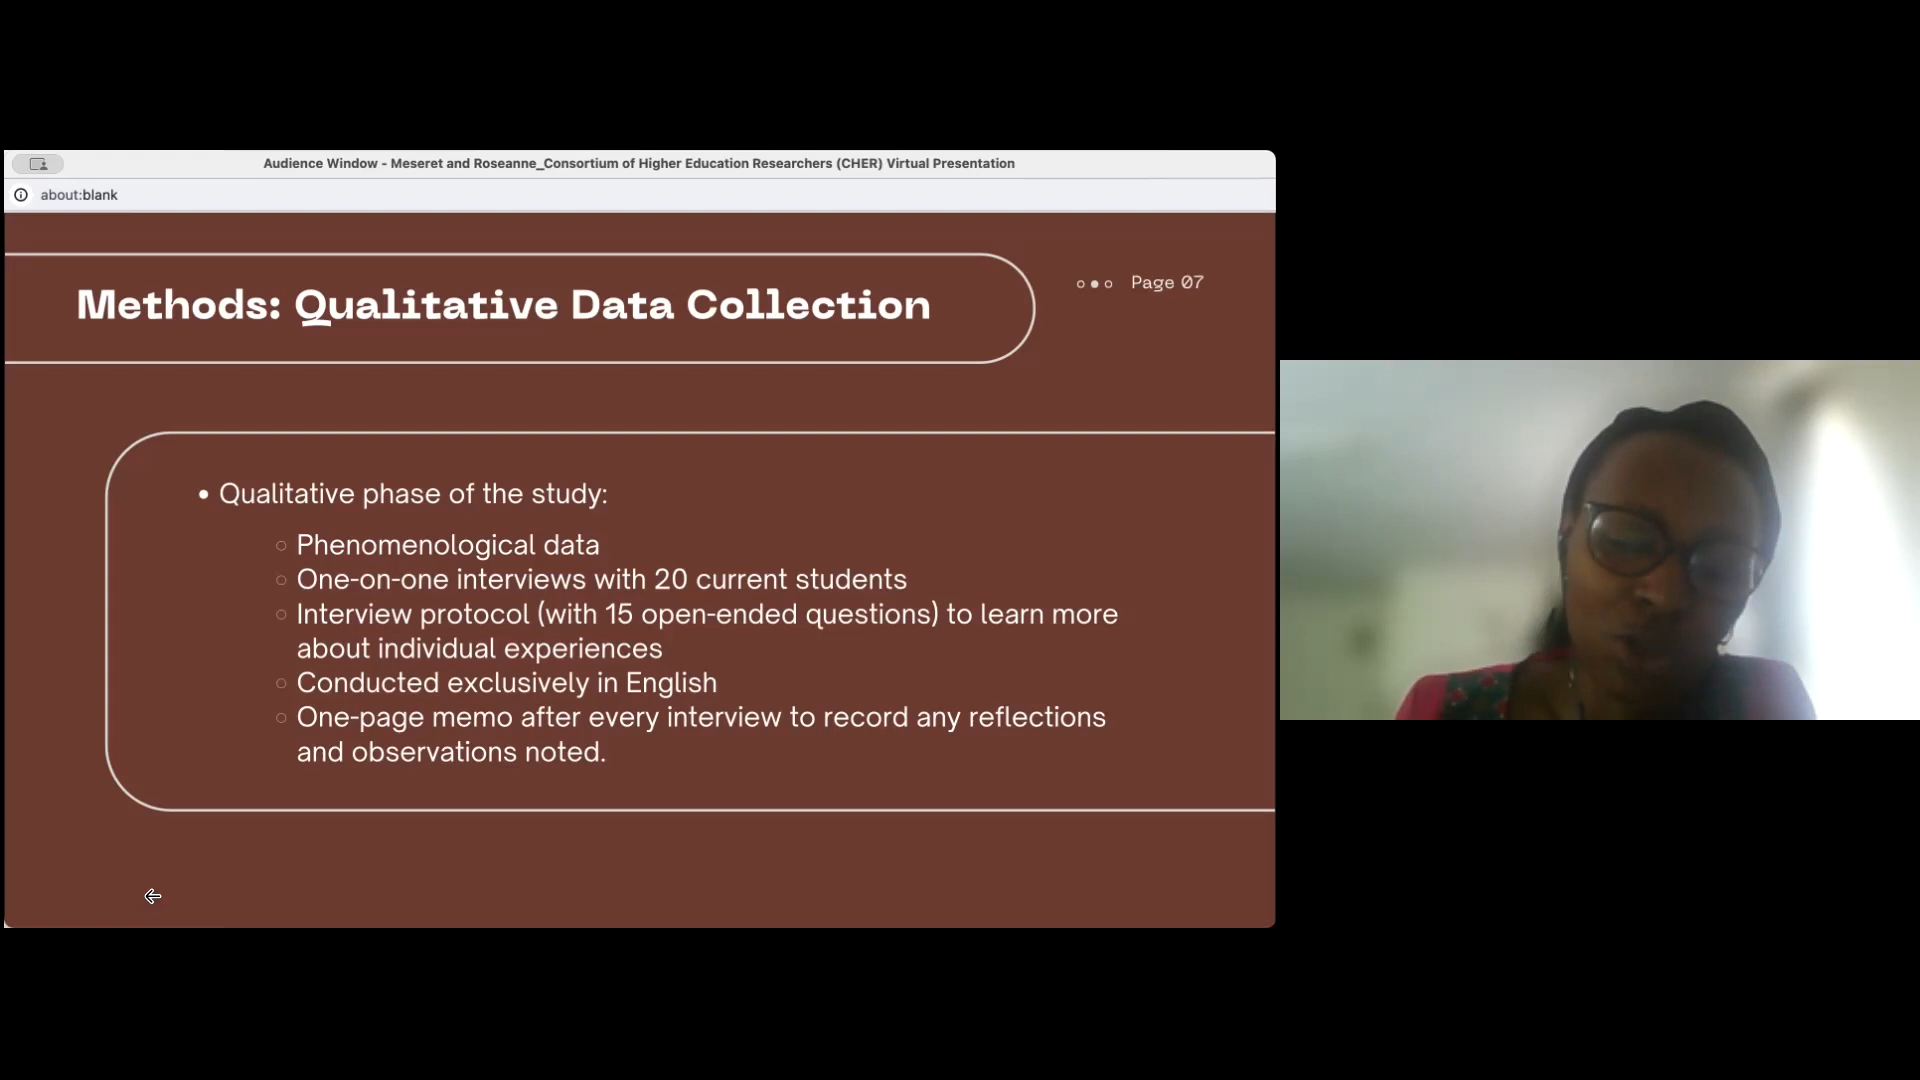 Audience Window - Meseret and Roseanne_Consortium of Higher Education Researchers (CHER) Virtual Presentation
about:blank
Methods: Qualitative Data Collection
Page 07
Qualitative phase of the study:
Phenomenological data
One-on-one interviews with 20 current students
Interview protocol (with 15 open-ended questions) to learn more
about individual experiences
Conducted exclusively in English
One-page memo after every interview to record any reflections
and observations noted.